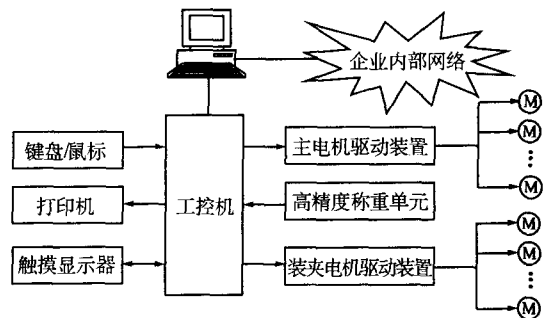 企业内部网络
键盘/鼠标
打印机
触摸显示器
工控机
主电机驱动装置
高精度称重单元
装夹电机驱动装置
M
M
M
M
M
M